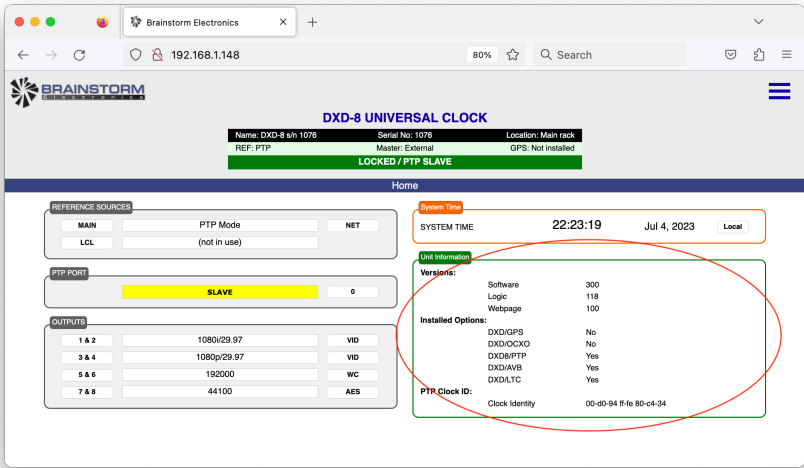 Brainstorm Electronics
192.168.1.148
80%
Search
BRAINSTORM
Electronics
DXD-8 UNIVERSAL CLOCK
Name: DXD-8 s/n 1076 Serial No: 1076 Location: Main rack
REF: PTP Master: External GPS: Not installed
LOCKED / PTP SLAVE
Home
REFERENCE SOURCES
MAIN PTP Mode NET
LCL (not in use)
PTP PORT
SLAVE 0
OUTPUTS
1 & 2 1080i/29.97 VID
3 & 4 1080p/29.97 VID
5 & 6 192000 WC
7 & 8 44100 AES
System Time
SYSTEM TIME 22:23:19 Jul 4, 2023 Local
Unit Information
Versions:
Software 300
Logic 118
Webpage 100
Installed Options:
DXD/GPS No
DXD/OCXO No
DXD8/PTP Yes
DXD/AVB Yes
DXD/LTC Yes
PTP Clock ID:
Clock Identity 00-d0-94 ff-fe 80-c4-34